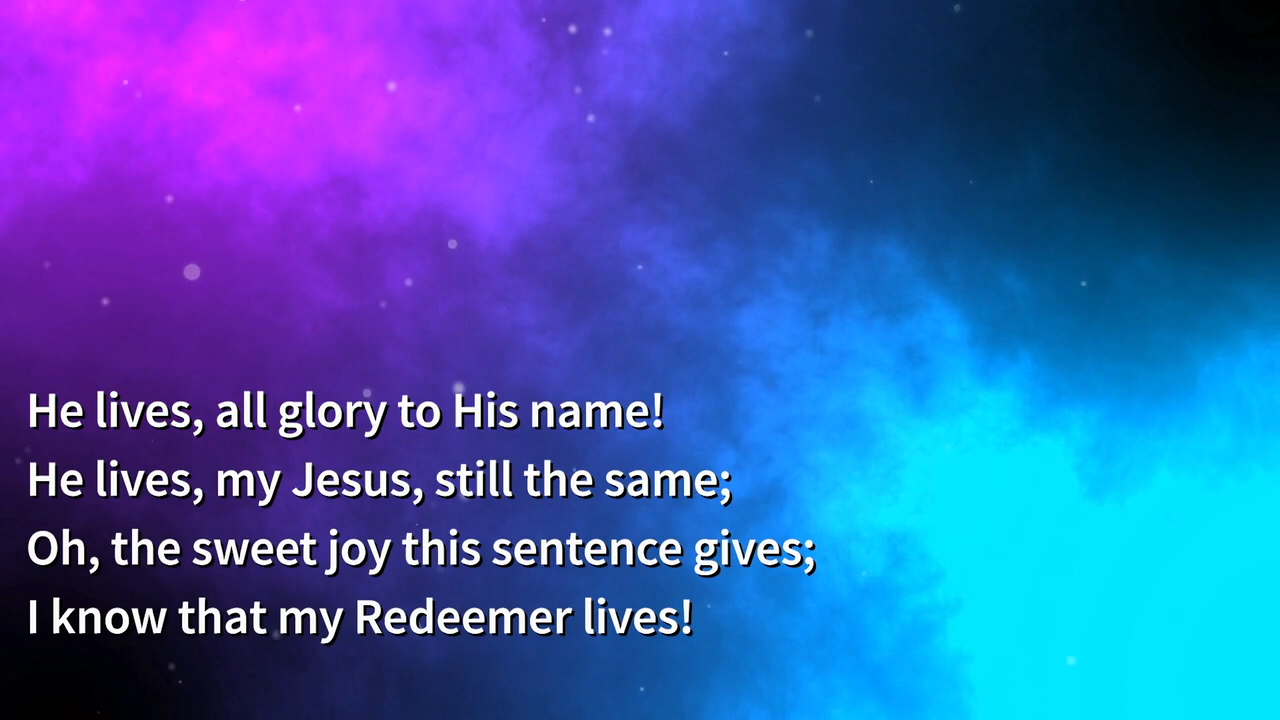 He lives, all glory to His name!
He lives, my Jesus, still the same;
Oh, the sweet joy this sentence gives;
I know that my Redeemer lives!